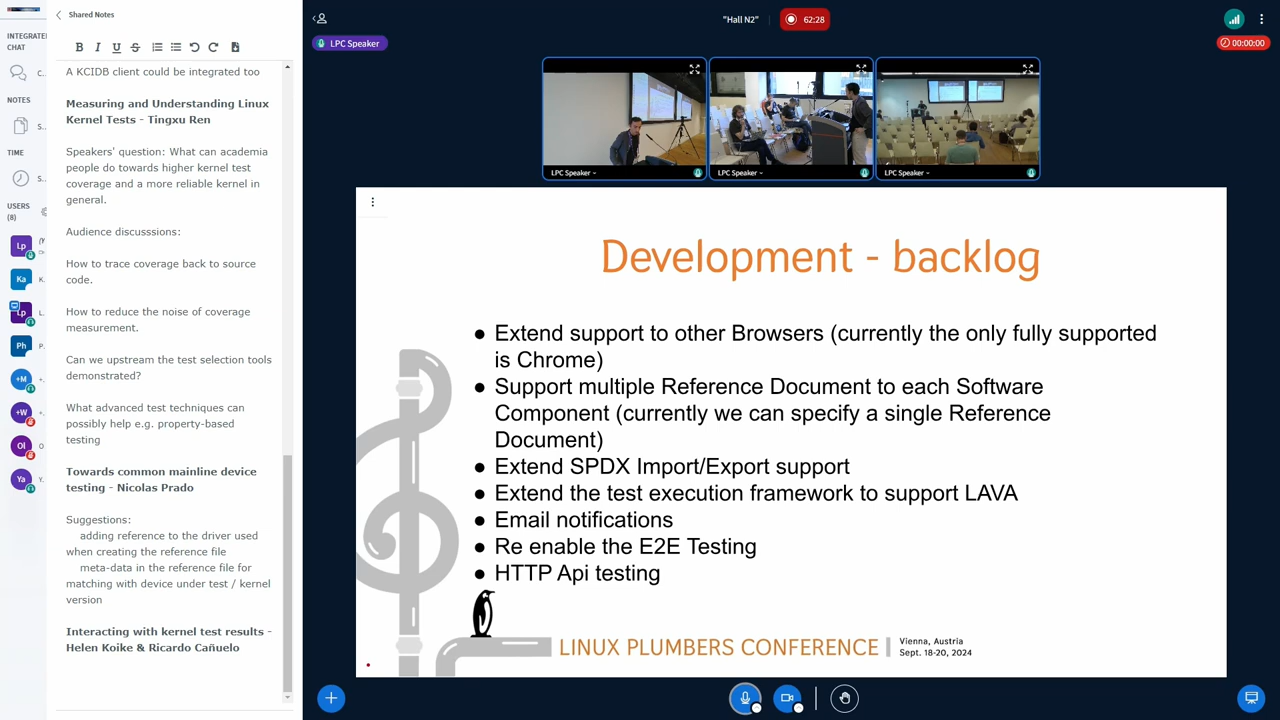 Shared Notes
INTEGRATE
CHAT
C..
NOTES
S..
TIME
S..
USERS
(8)
Lp
Ka
K.
Lp
L.
Ph
P.
+M
+.
+W
+.
Ol
O
Ya
Y.
B I U S
A KCIDB client could be integrated too
Measuring and Understanding Linux
Kernel Tests - Tingxu Ren
Speakers' question: What can academia
people do towards higher kernel test
coverage and a more reliable kernel in
general.
Audience discusssions:
How to trace coverage back to source
code.
How to reduce the noise of coverage
measurement.
Can we upstream the test selection tools
demonstrated?
What advanced test techniques can
possibly help e.g. property-based
testing
Towards common mainline device
testing - Nicolas Prado
Suggestions:
adding reference to the driver used
when creating the reference file
meta-data in the reference file for
matching with device under test / kernel
version
Interacting with kernel test results -
Helen Koike & Ricardo Cañuelo
"Hall N2"
62:28
LPC Speaker
00:00:00
LPC Speaker
LPC Speaker
LPC Speaker
Development - backlog
● Extend support to other Browsers (currently the only fully supported
is Chrome)
● Support multiple Reference Document to each Software
Component (currently we can specify a single Reference
Document)
● Extend SPDX Import/Export support
● Extend the test execution framework to support LAVA
● Email notifications
● Re enable the E2E Testing
● HTTP Api testing
LINUX PLUMBERS CONFERENCE
Vienna, Austria
Sept. 18-20, 2024